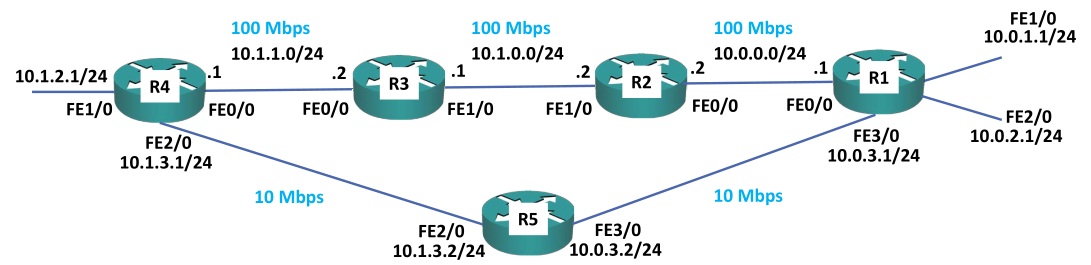 100 Mbps
100 Mbps
100 Mbps
FE1/0
10.0.1.1/24
10.1.1.0/24
10.1.0.0/24
10.0.0.0/24
10.1.2.1/24
R4
.1
.2
R3
.1
.2
R2
.2
.1
R1
FE1/0
FE0/0
FE0/0
FE1/0
FE1/0
FE0/0
FE0/0
FE2/0
10.0.2.1/24
FE2/0
10.1.3.1/24
FE3/0
10.0.3.1/24
10 Mbps
10 Mbps
R5
FE2/0
10.1.3.2/24
FE3/0
10.0.3.2/24